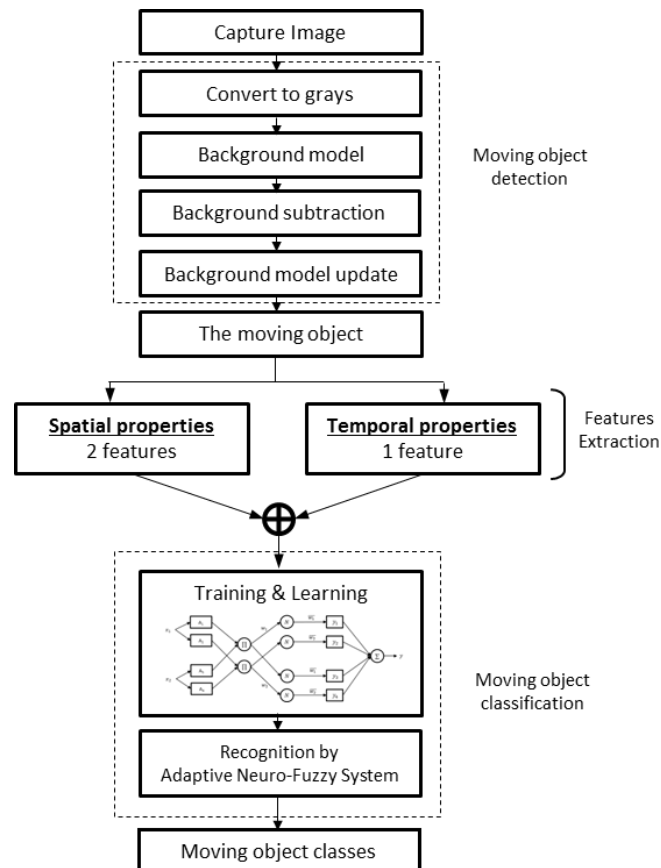 Capture Image
Convert to grays
Background model
Background subtraction
Background model update
Moving object
detection
The moving object
Spatial properties
2 features
Temporal properties
1 feature
Features
Extraction
Training & Learning
Recognition by
Adaptive Neuro-Fuzzy System
Moving object
classification
Moving object classes